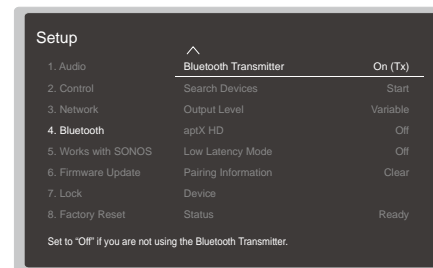 Setup
1. Audio
Bluetooth Transmitter On (Tx)
2. Control
Search Devices Start
3. Network
Output Level Variable
4. Bluetooth
aptX HD Off
5. Works with SONOS
Low Latency Mode Off
6. Firmware Update
Pairing Information Clear
7. Lock
Device
8. Factory Reset
Status Ready
Set to “Off” if you are not using the Bluetooth Transmitter.